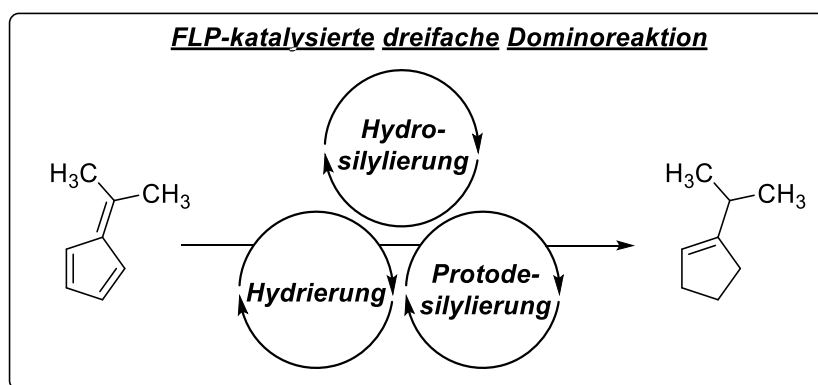 FLP-katalysierte dreifache Dominoreaktion
Hydro-
silylierung
H₃C
CH₃
H₃C
CH₃
Hydrierung
Protode-
silylierung